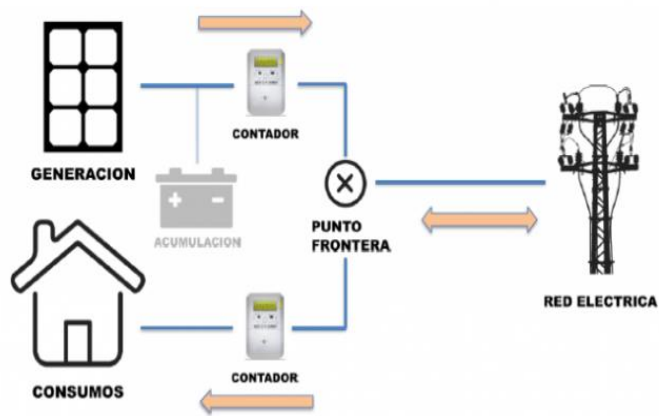 CONTADOR
GENERACION
ACUMULACION
PUNTO
FRONTERA
RED ELECTRICA
CONTADOR
CONSUMOS